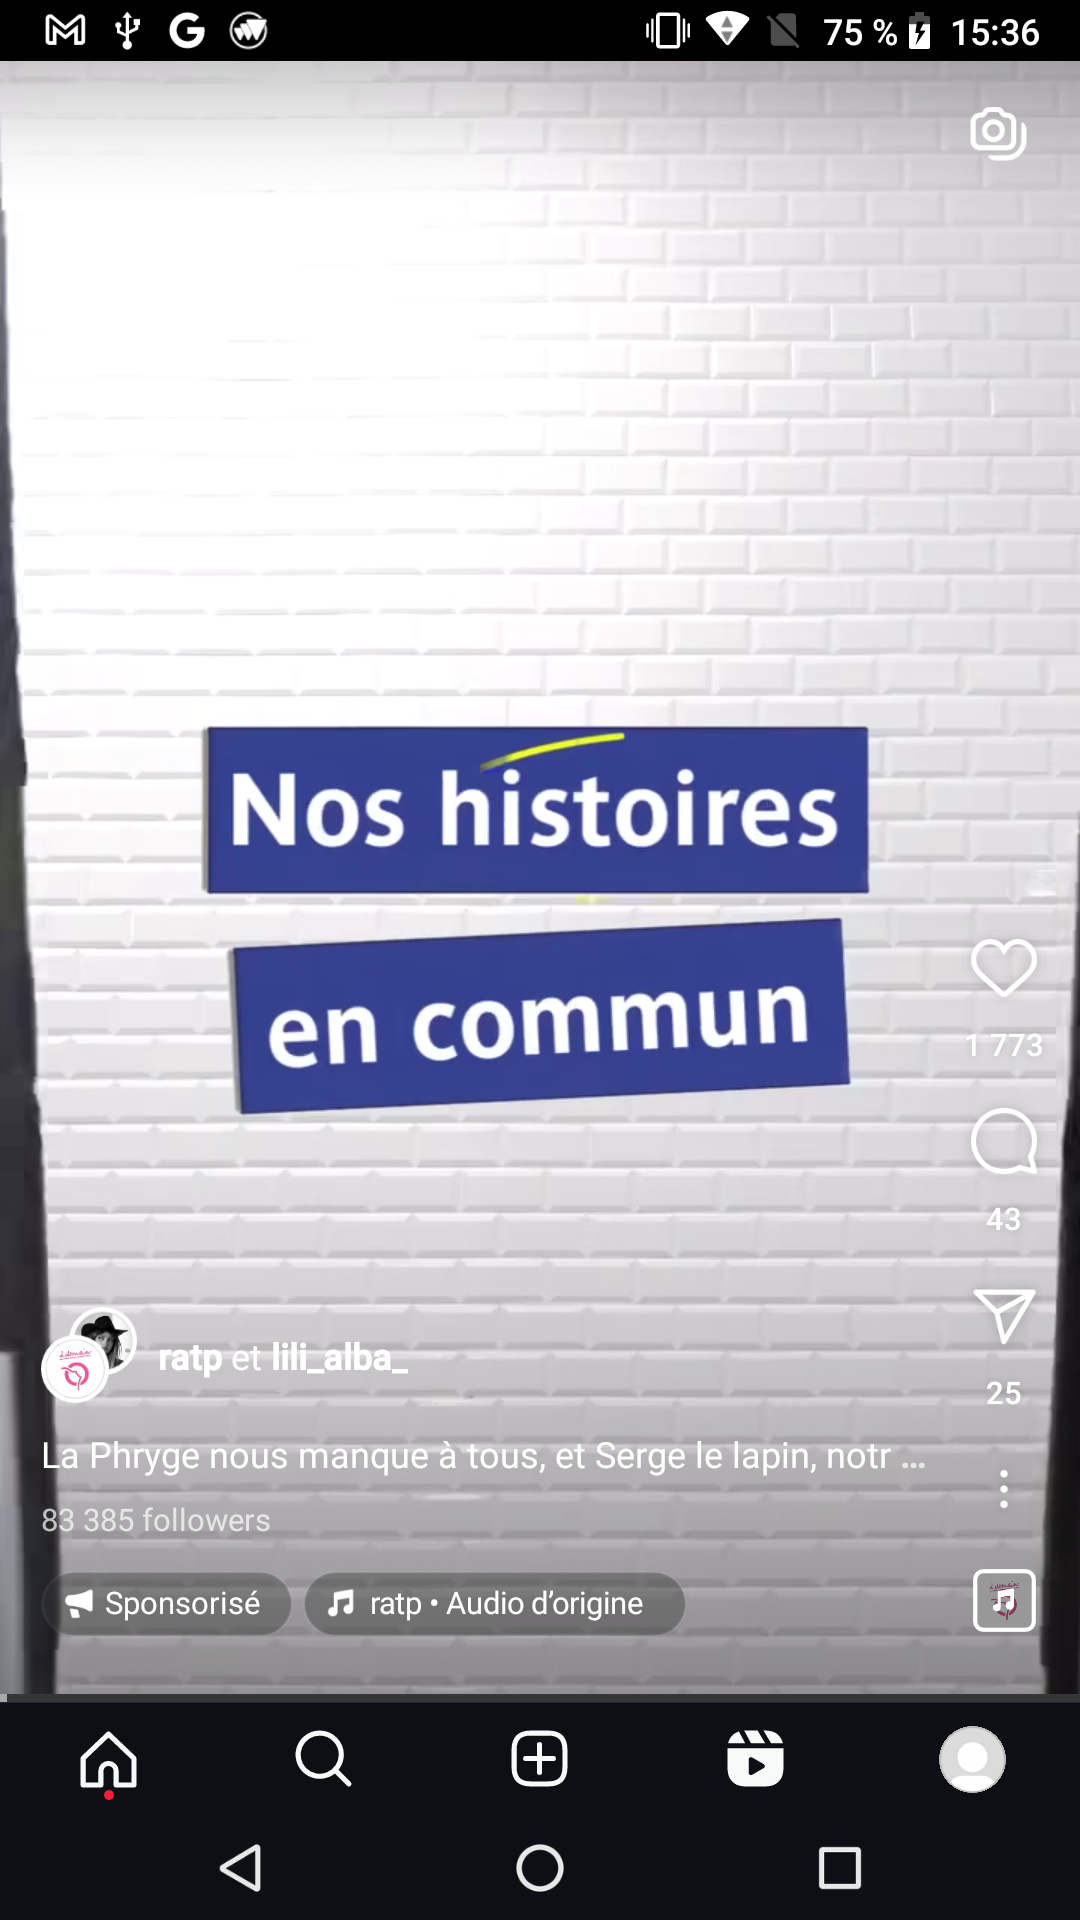 75 % 15:36
Nos histoires
en commun
1 773
43
25
ratp et lili_alba_
La Phryge nous manque à tous, et Serge le lapin, notr ...
83 385 followers
Sponsorisé
ratp • Audio d'origine